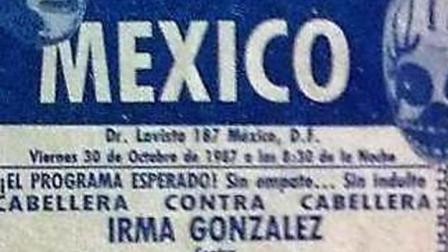 MEXICO
Dr. Lavista 187 México, D.F.
Viernes 30 de Octubre de 1987 a las 8:30 de la Noche
¡EL PROGRAMA ESPERADO! Sin empate... Sin indulto
CABELLERA CONTRA CABELLERA
IRMA GONZALEZ
Contra